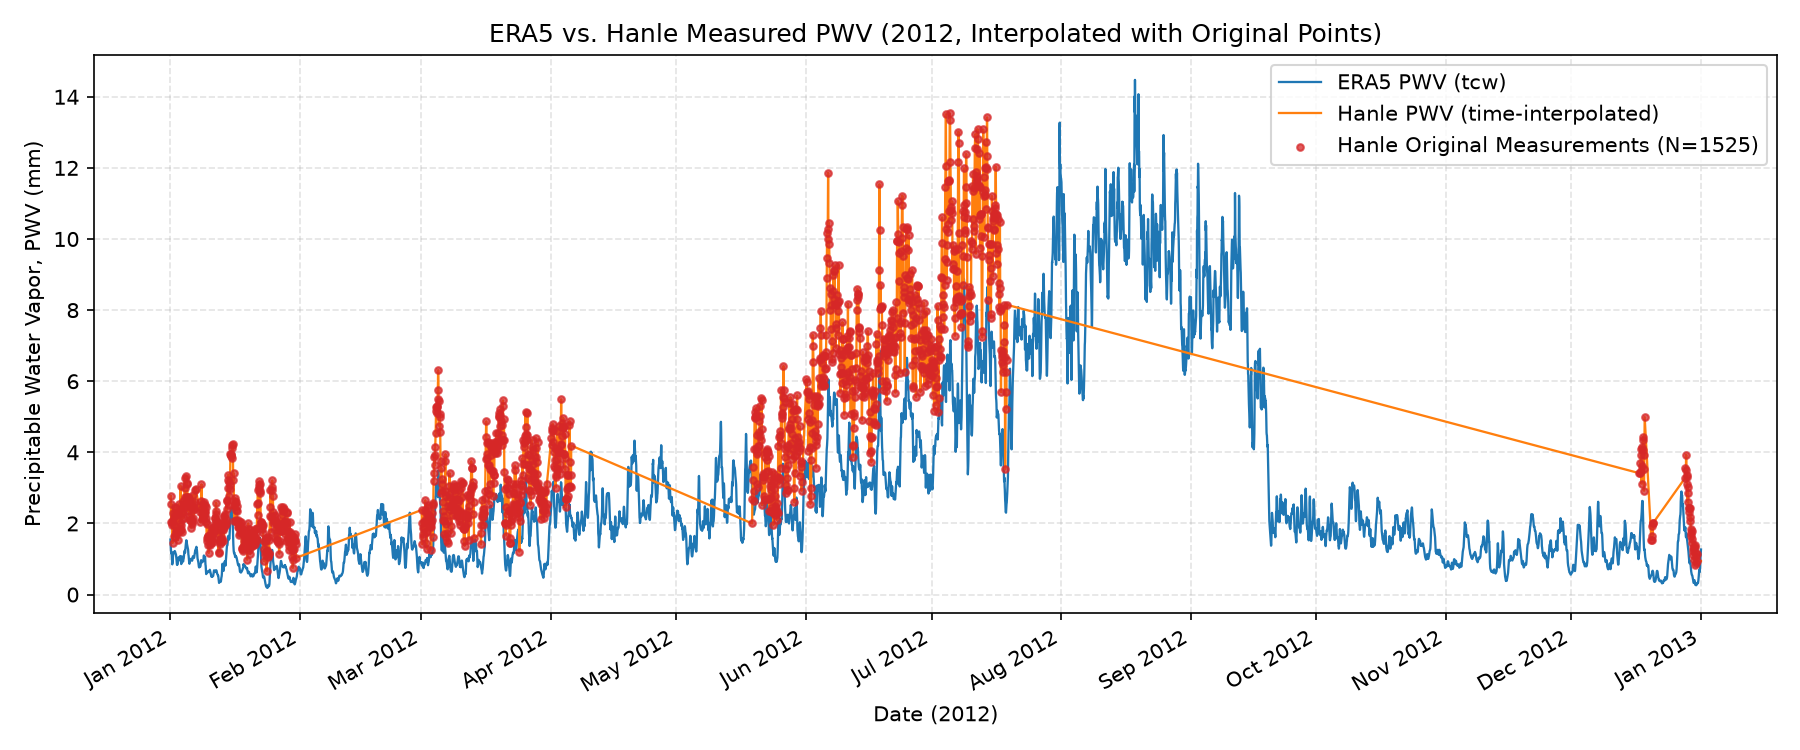 ERA5 vs. Hanle Measured PWV (2012, Interpolated with Original Points)
ERA5 PWV (tcw)
Hanle PWV (time-interpolated)
Hanle Original Measurements (N=1525)
Precipitable Water Vapor, PWV (mm)
14
12
10
8
6
4
2
0
Jan 2012
Feb 2012
Mar 2012
Apr 2012
May 2012
Jun 2012
Jul 2012
Aug 2012
Sep 2012
Oct 2012
Nov 2012
Dec 2012
Jan 2013
Date (2012)